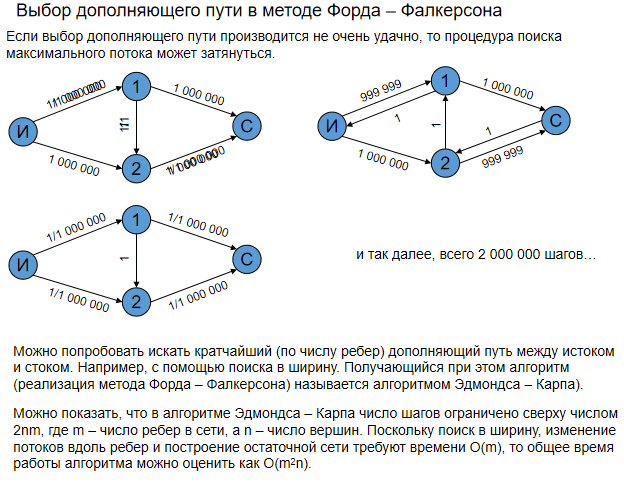 Выбор дополняющего пути в методе Форда – Фалкерсона
Если выбор дополняющего пути производится не очень удачно, то процедура поиска
максимального потока может затянуться.
1
1 000 000
И
С
1 000 000
2
999 999
1
1 000 000
1
И
1
1
С
1 000 000
2
999 999
1/1 000 000
1
1/1 000 000
И
1
С
1/1 000 000
2
1/1 000 000
и так далее, всего 2 000 000 шагов…
Можно попробовать искать кратчайший (по числу ребер) дополняющий путь между истоком
и стоком. Например, с помощью поиска в ширину. Получающийся при этом алгоритм
(реализация метода Форда – Фалкерсона) называется алгоритмом Эдмондса – Карпа).
Можно показать, что в алгоритме Эдмондса – Карпа число шагов ограничено сверху числом
2nm, где m – число ребер в сети, а n – число вершин. Поскольку поиск в ширину, изменение
потоков вдоль ребер и построение остаточной сети требуют времени O(m), то общее время
работы алгоритма можно оценить как O(m²n).